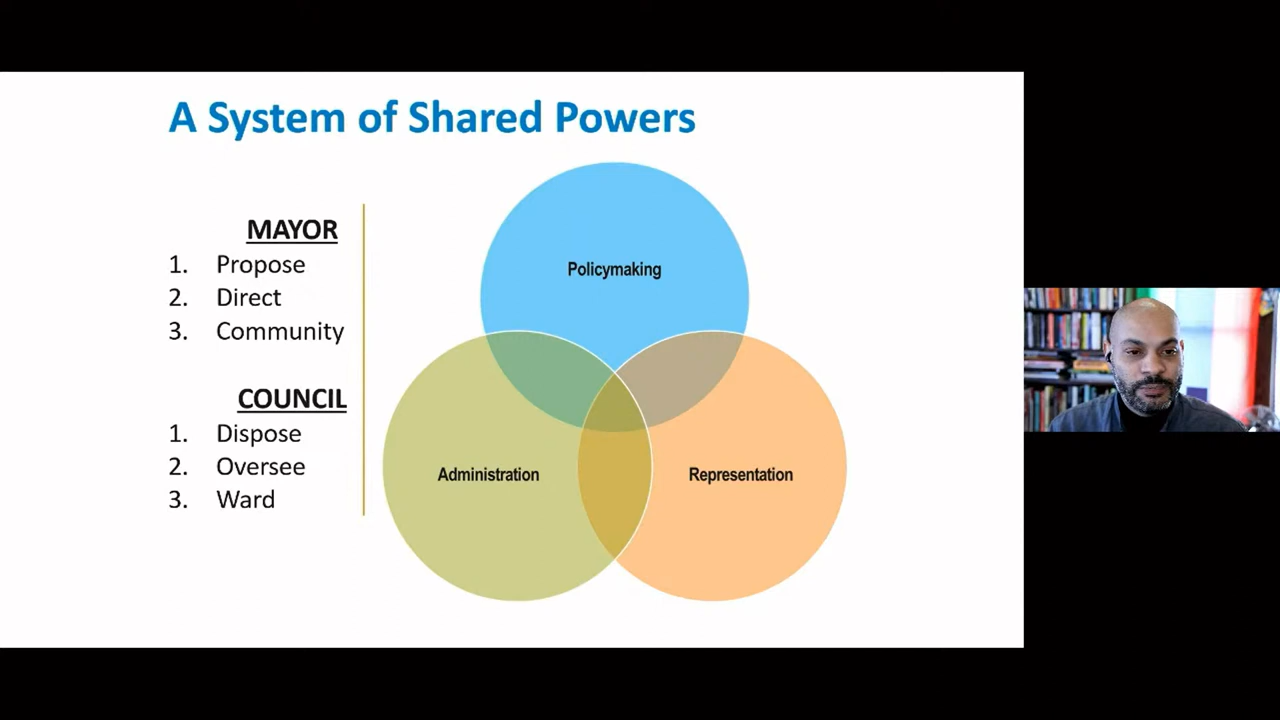 A System of Shared Powers
MAYOR
1. Propose
2. Direct
3. Community
COUNCIL
1. Dispose
2. Oversee
3. Ward
Policymaking
Administration
Representation